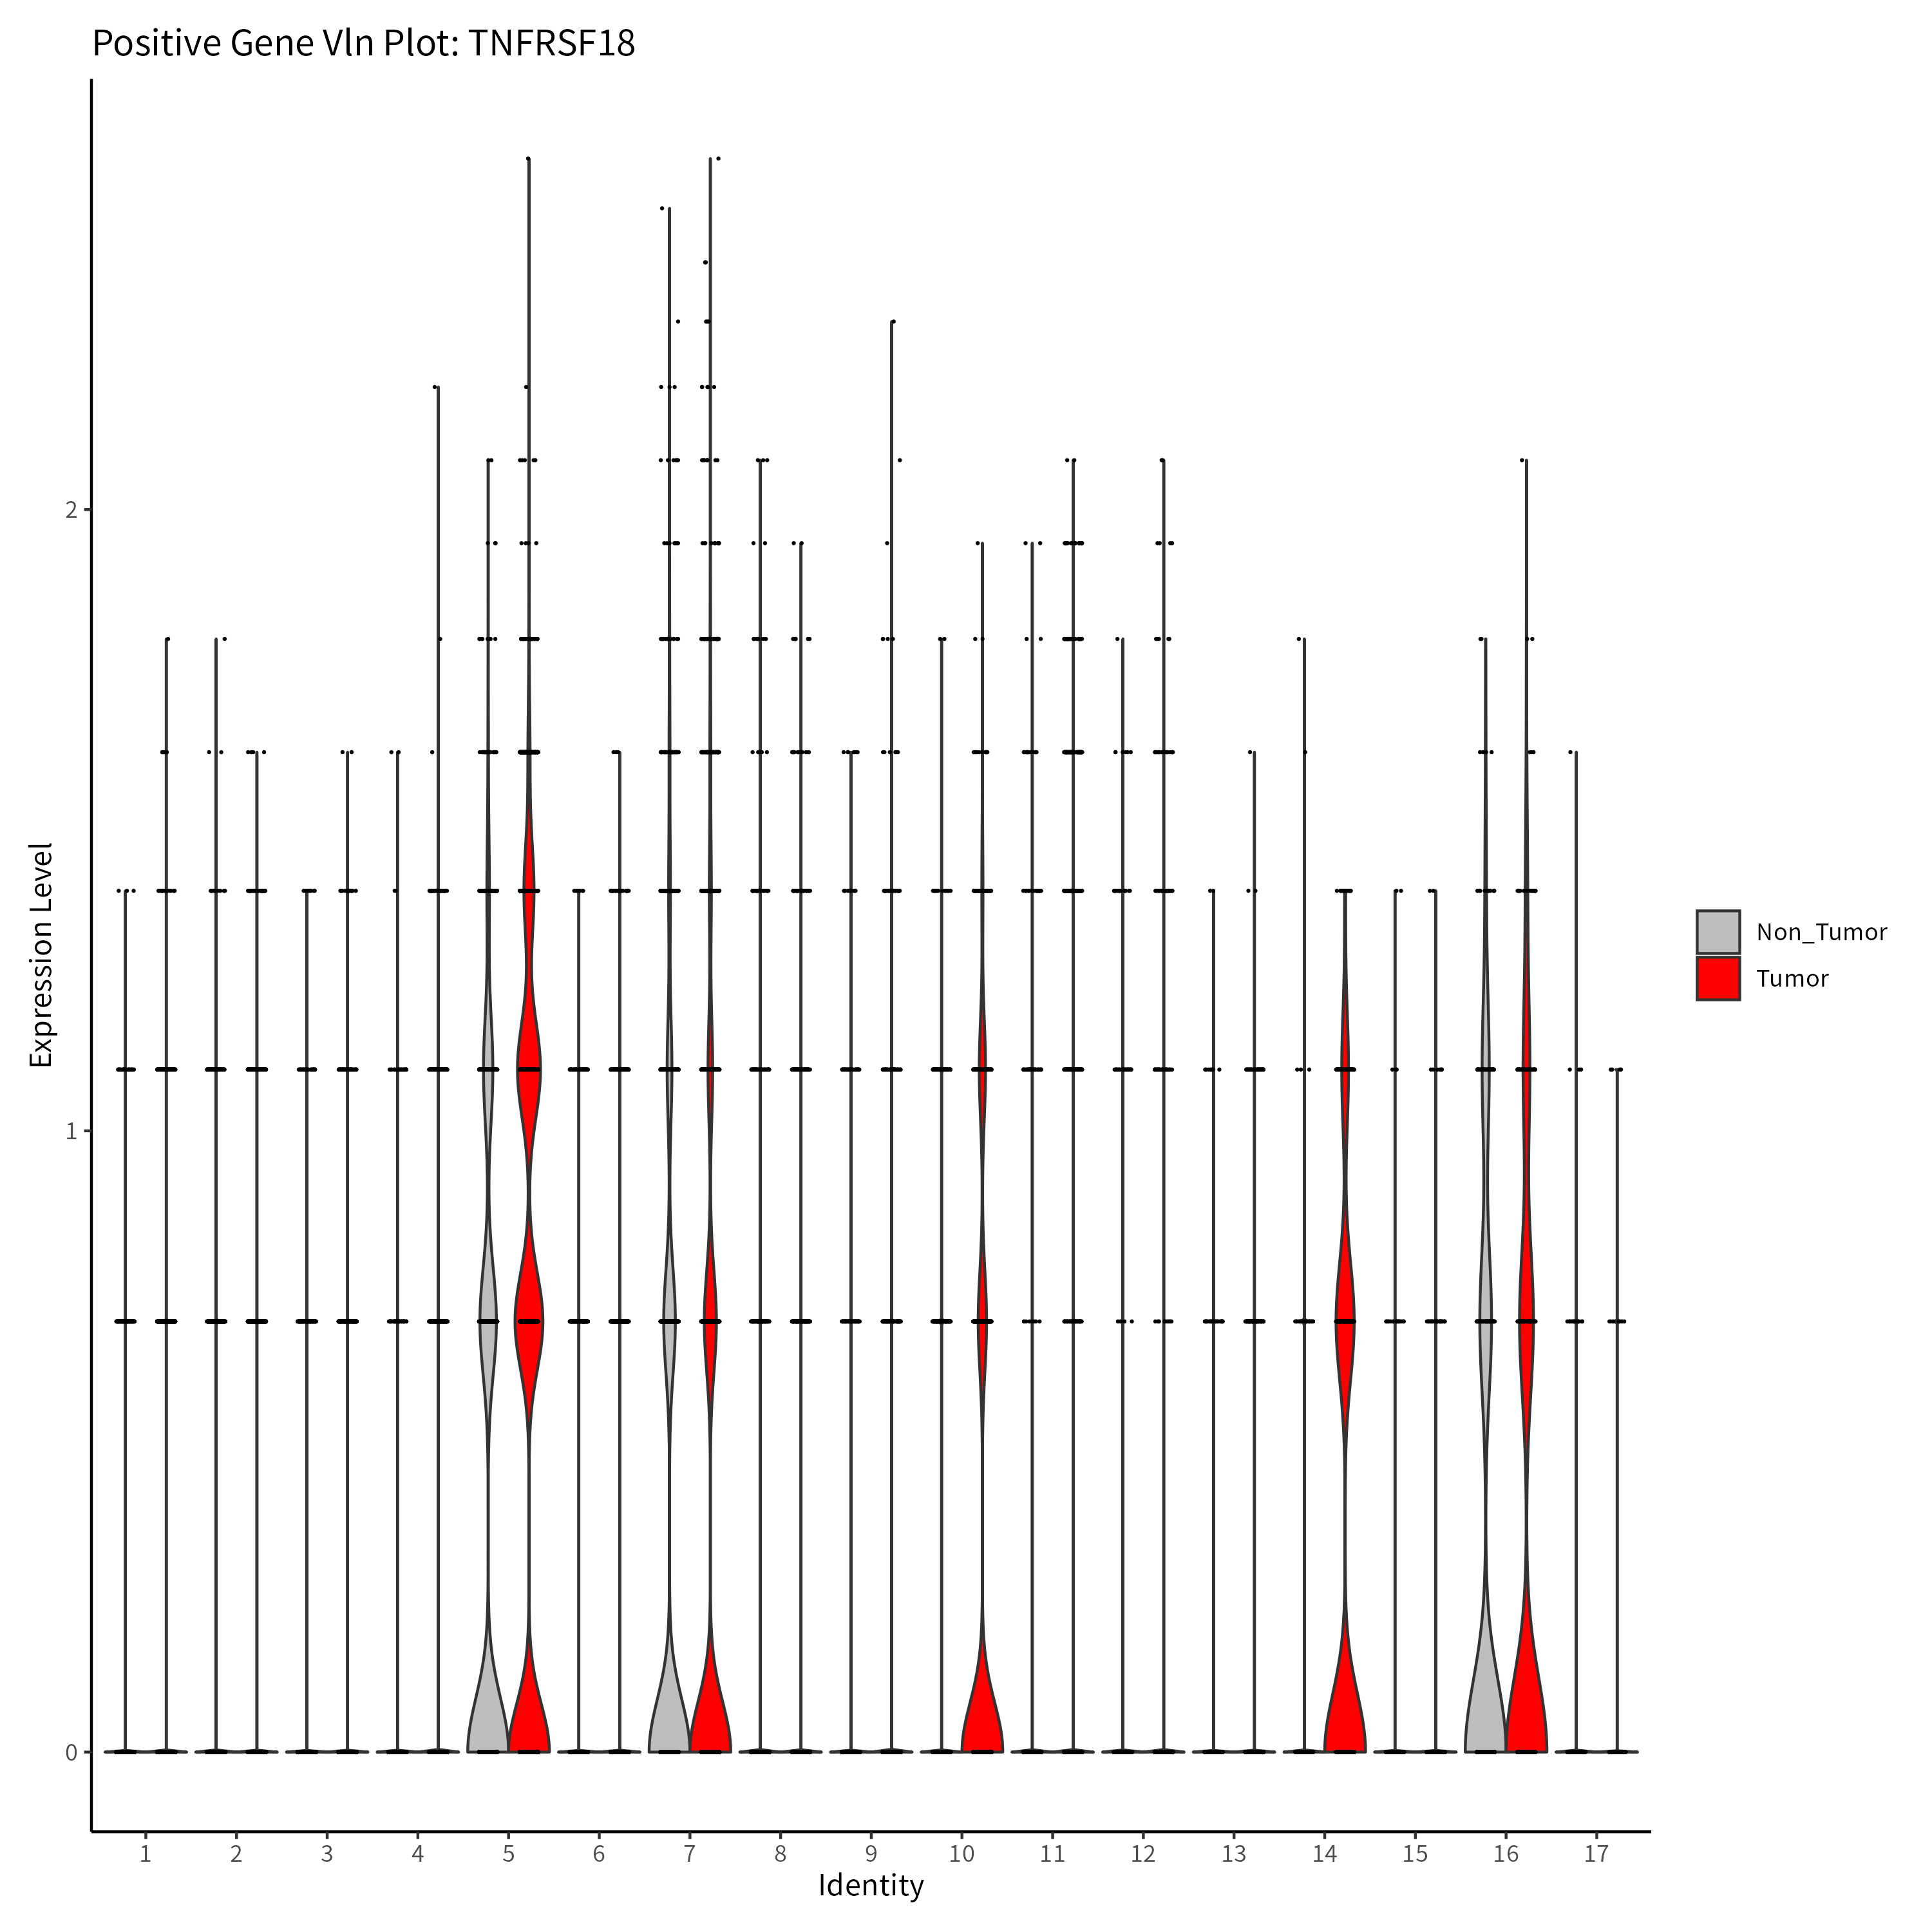 Positive Gene Vln Plot: TNFRSF18
Expression Level
2
1
0
1 2 3 4 5 6 7 8 9 10 11 12 13 14 15 16 17
Identity
Non_Tumor
Tumor